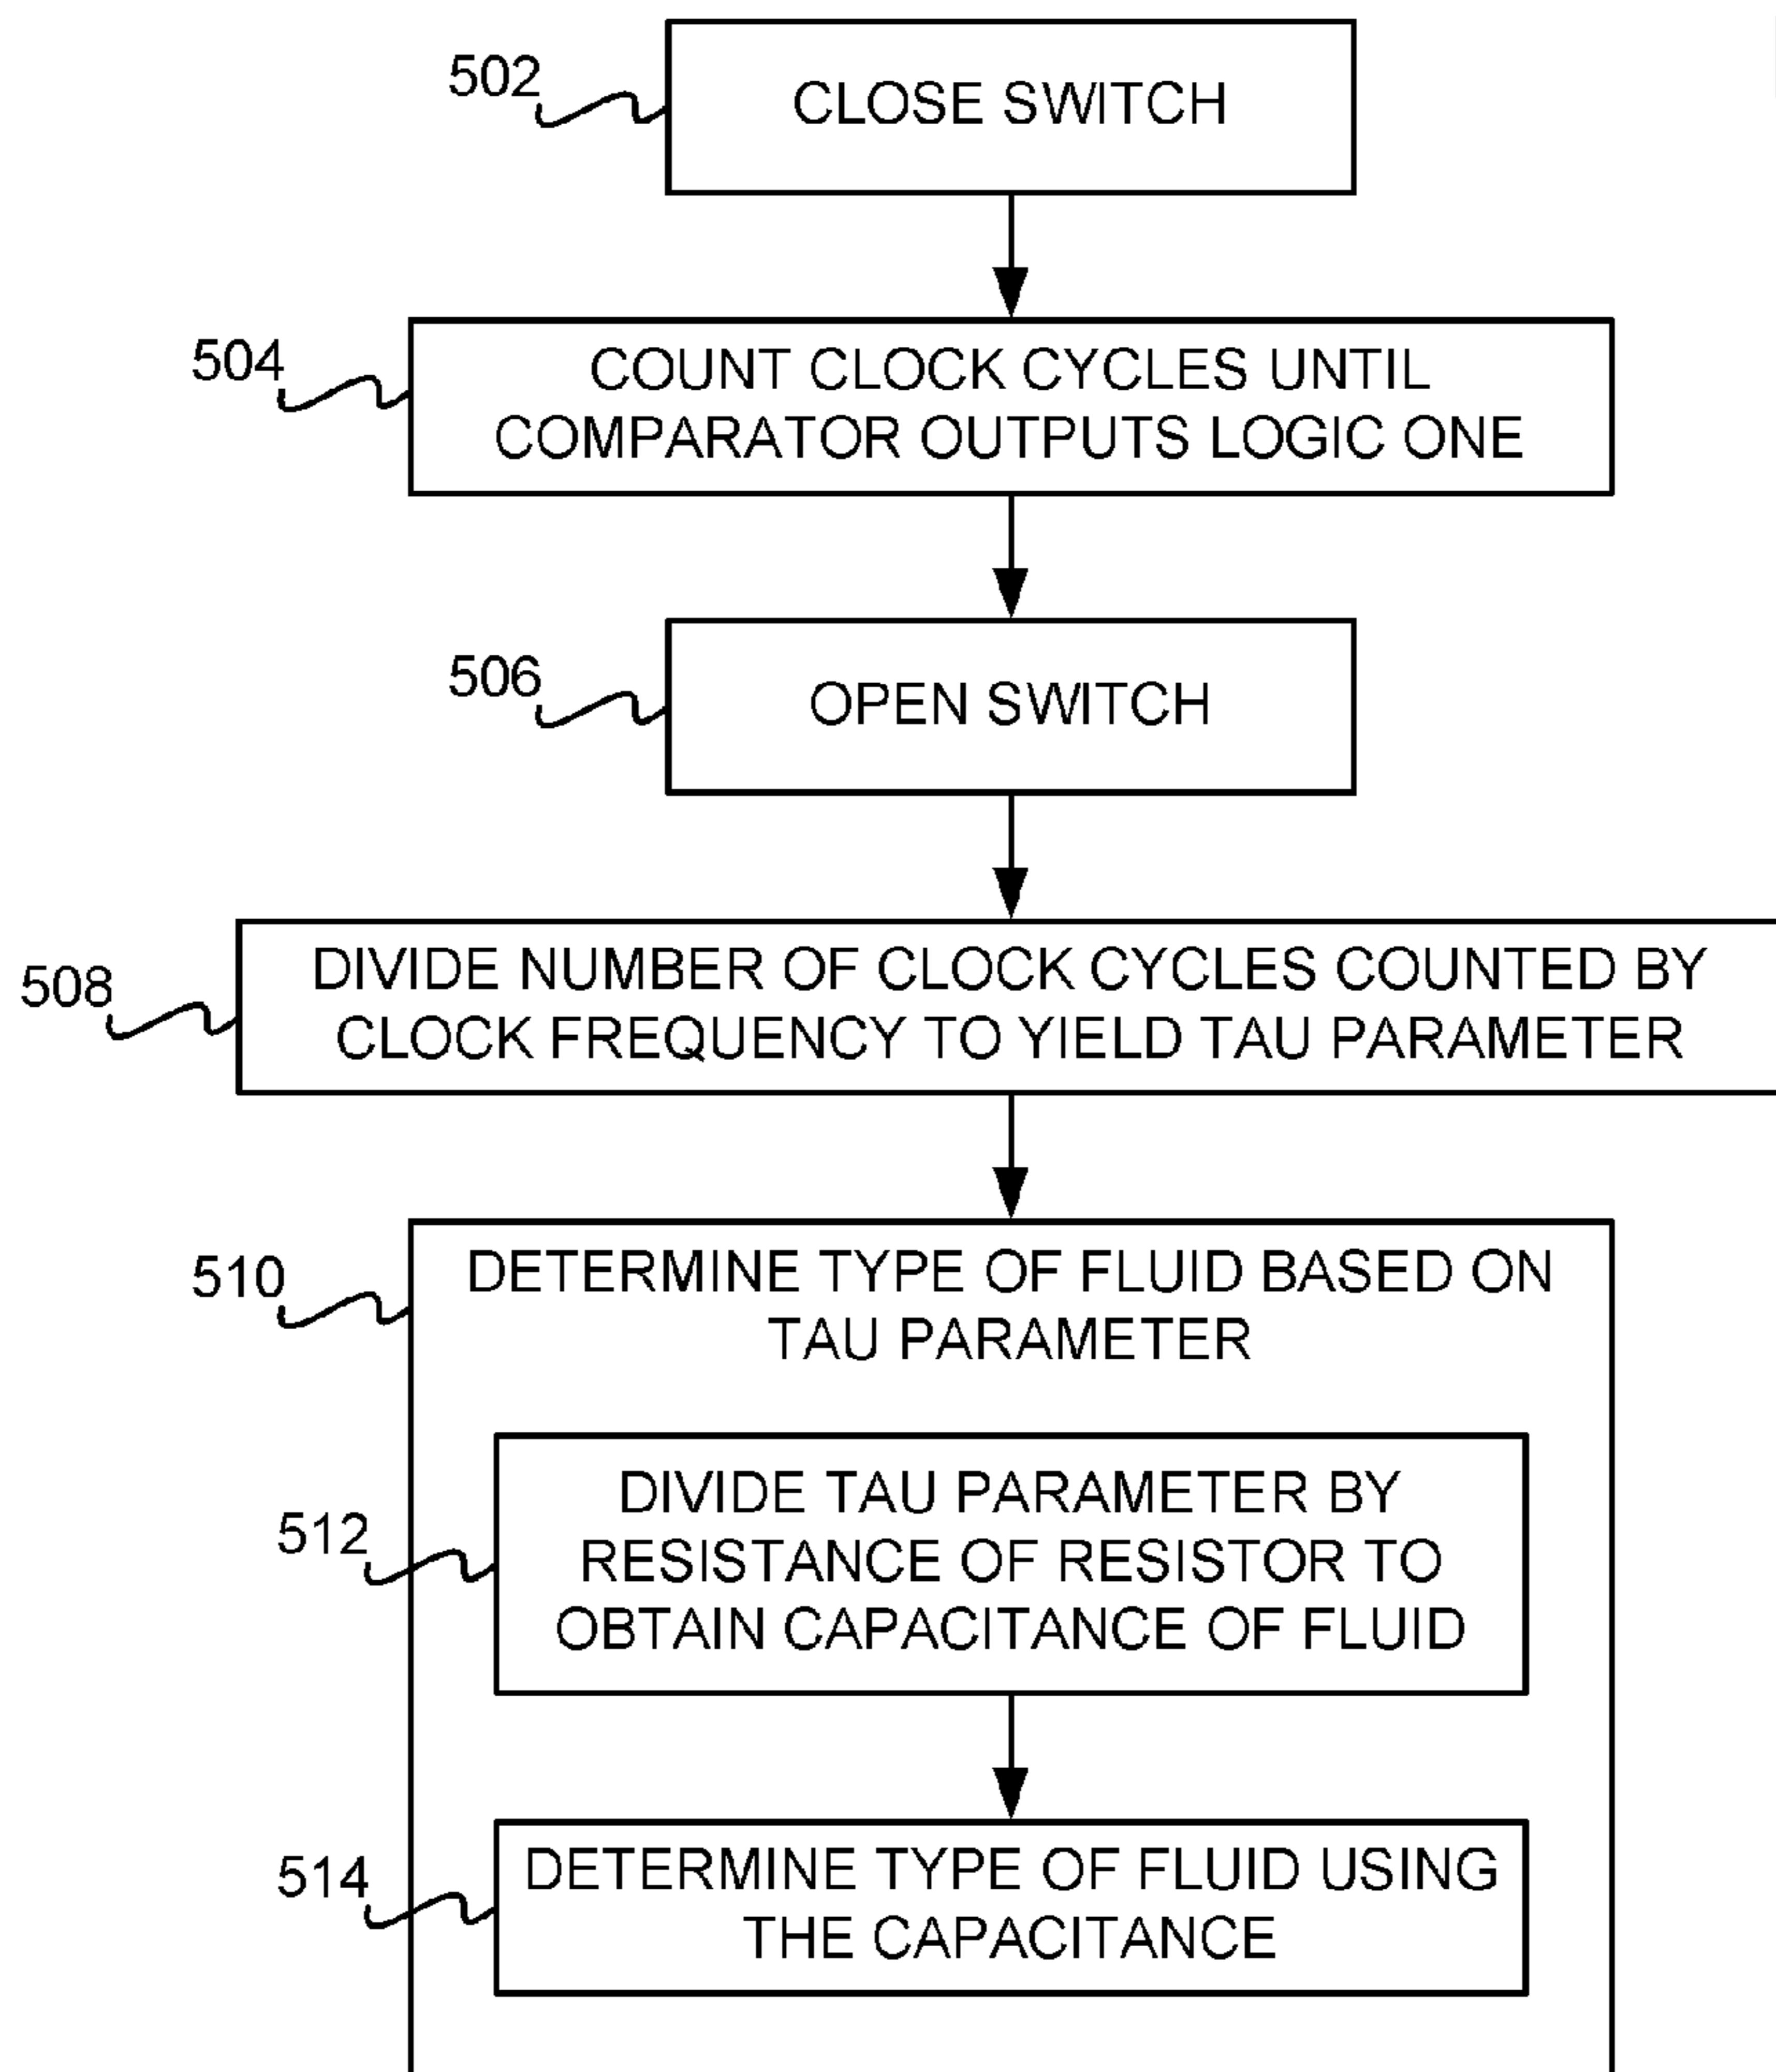 502
CLOSE SWITCH
504
COUNT CLOCK CYCLES UNTIL
COMPARATOR OUTPUTS LOGIC ONE
506
OPEN SWITCH
508
DIVIDE NUMBER OF CLOCK CYCLES COUNTED BY
CLOCK FREQUENCY TO YIELD TAU PARAMETER
510
DETERMINE TYPE OF FLUID BASED ON
TAU PARAMETER
512
DIVIDE TAU PARAMETER BY
RESISTANCE OF RESISTOR TO
OBTAIN CAPACITANCE OF FLUID
514
DETERMINE TYPE OF FLUID USING
THE CAPACITANCE